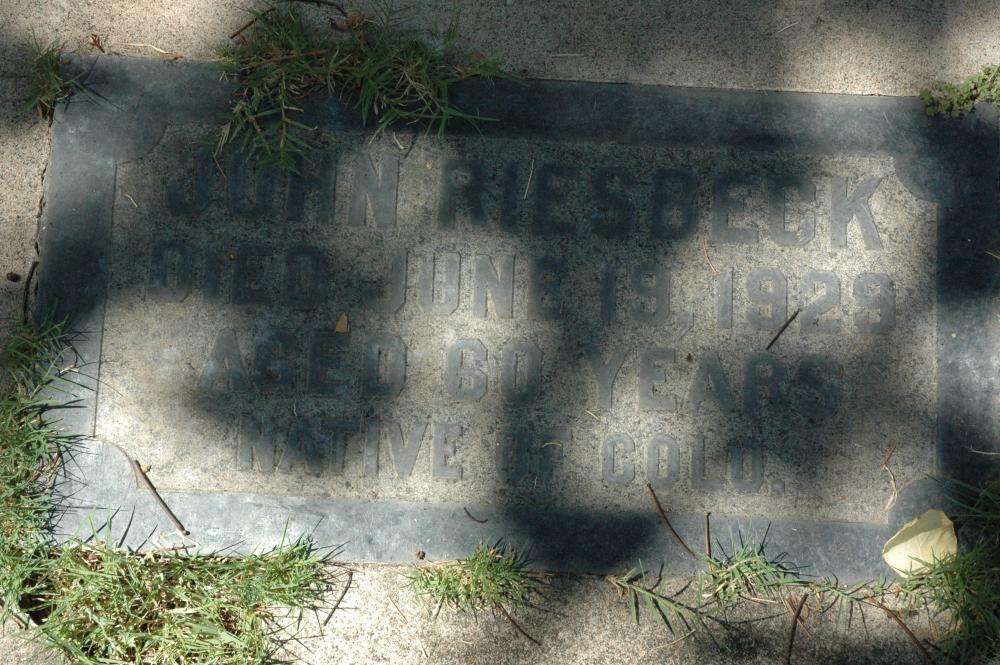 JOHN RIESBECK
DIED JUNE 19, 1929
AGED 60 YEARS
NATIVE OF COLO.